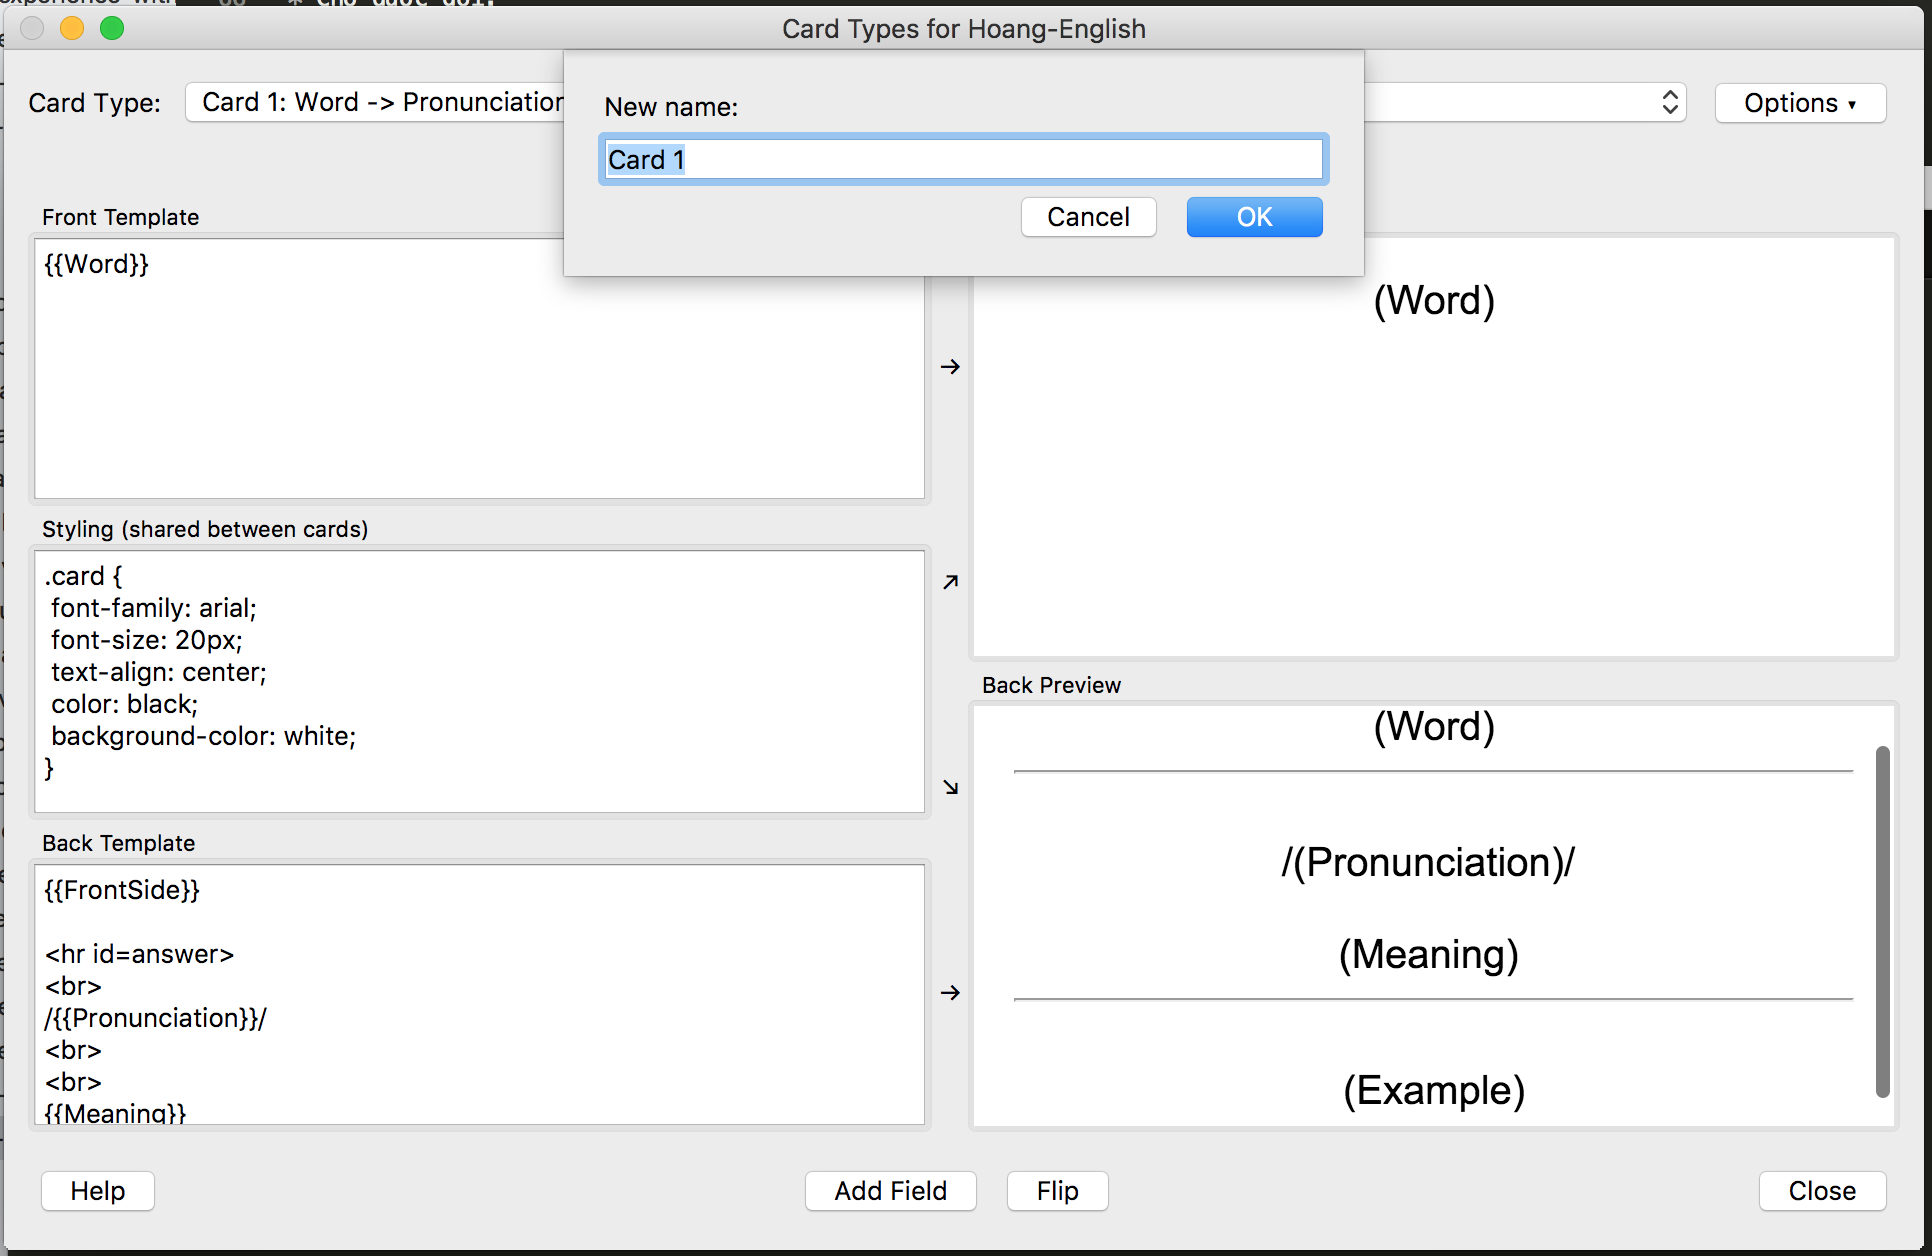 Card Types for Hoang-English
Card Type:
Card 1: Word -> Pronunciation
Options ▾
New name:
Card 1
Cancel
OK
Front Template
{{Word}}
(Word)
→
Styling (shared between cards)
.card {
font-family: arial;
font-size: 20px;
text-align: center;
color: black;
background-color: white;
}
↗
↘
Back Preview
(Word)
/(Pronunciation)/
(Meaning)
(Example)
Back Template
{{FrontSide}}
<hr id=answer>
<br>
/{{Pronunciation}}/
<br>
<br>
{{Meaning}}
→
Help
Add Field
Flip
Close